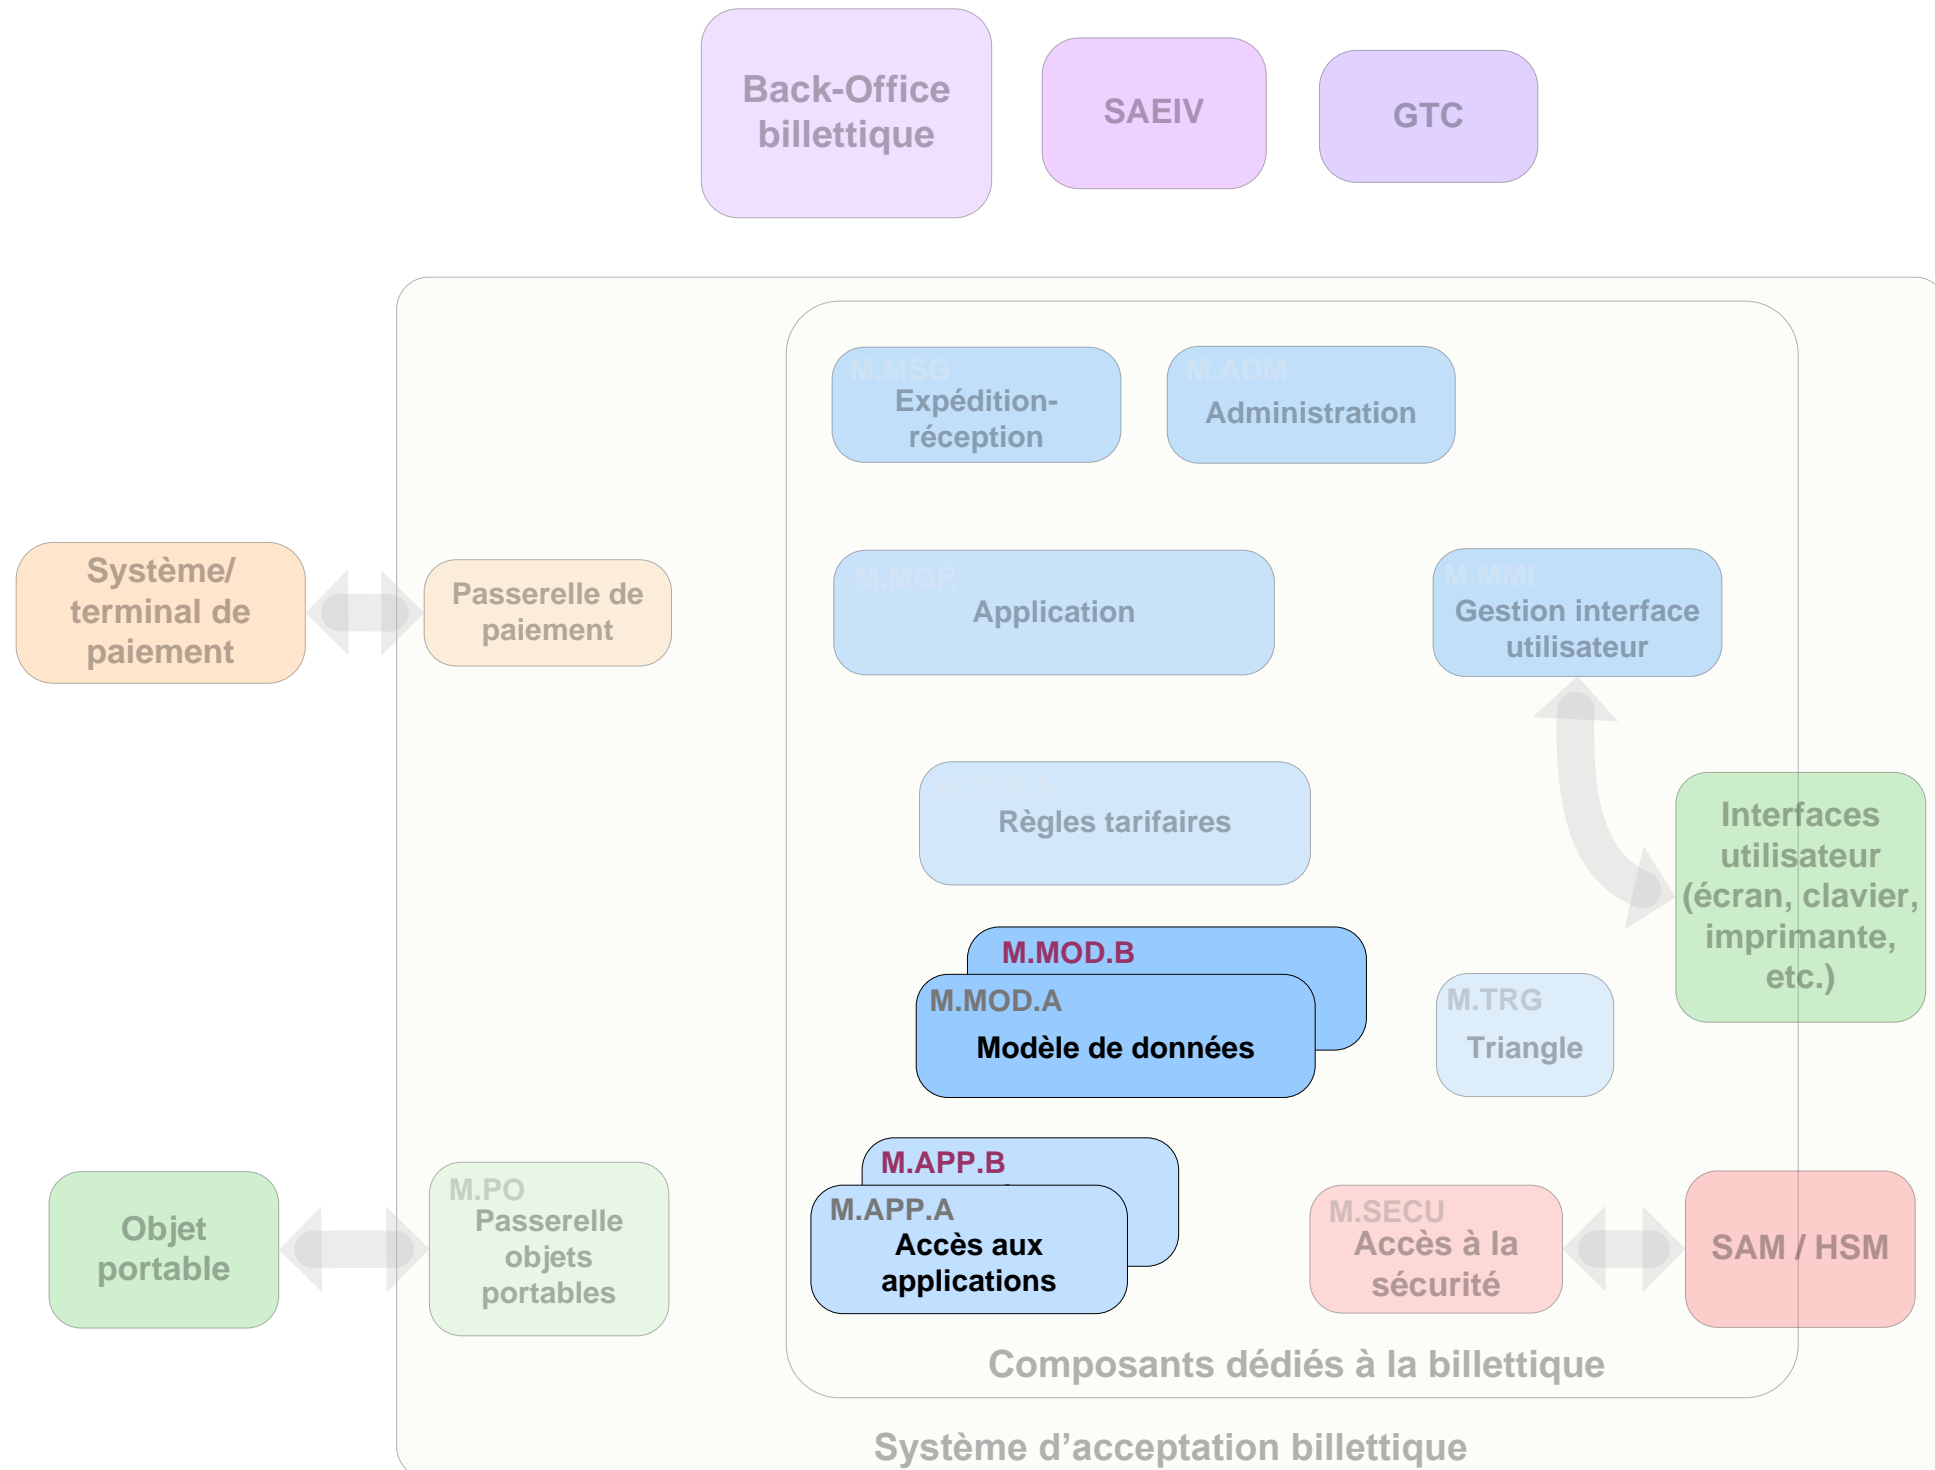 Back-Office
billettique
SAEIV
GTC
M.MSG
Expédition-
réception
M.ADM
Administration
Système/
terminal de
paiement
Passerelle de
paiement
M.MGR
Application
M.MMI
Gestion interface
utilisateur
Règles tarifaires
Interfaces
utilisateur
(écran, clavier,
imprimante,
etc.)
M.MOD.B
M.MOD.A
Modèle de données
M.TRG
Triangle
Objet
portable
M.PO
Passerelle
objets
portables
M.APP.B
M.APP.A
Accès aux
applications
M.SECU
Accès à la
sécurité
SAM / HSM
Composants dédiés à la billettique
Système d’acceptation billettique